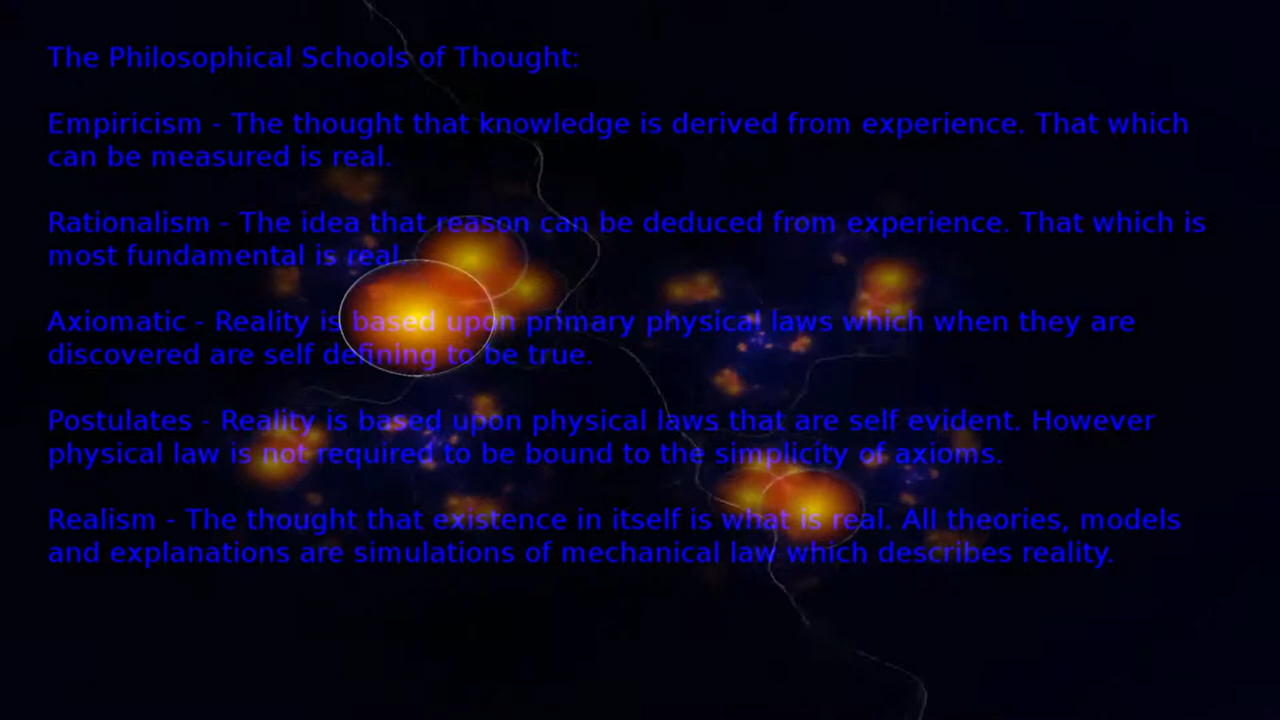 The Philosophical Schools of Thought:
Empiricism - The thought that knowledge is derived from experience. That which
can be measured is real.
Rationalism - The idea that reason can be deduced from experience. That which is
most fundamental is real.
Axiomatic - Reality is based upon primary physical laws which when they are
discovered are self defining to be true.
Postulates - Reality is based upon physical laws that are self evident. However
physical law is not required to be bound to the simplicity of axioms.
Realism - The thought that existence in itself is what is real. All theories, models
and explanations are simulations of mechanical law which describes reality.